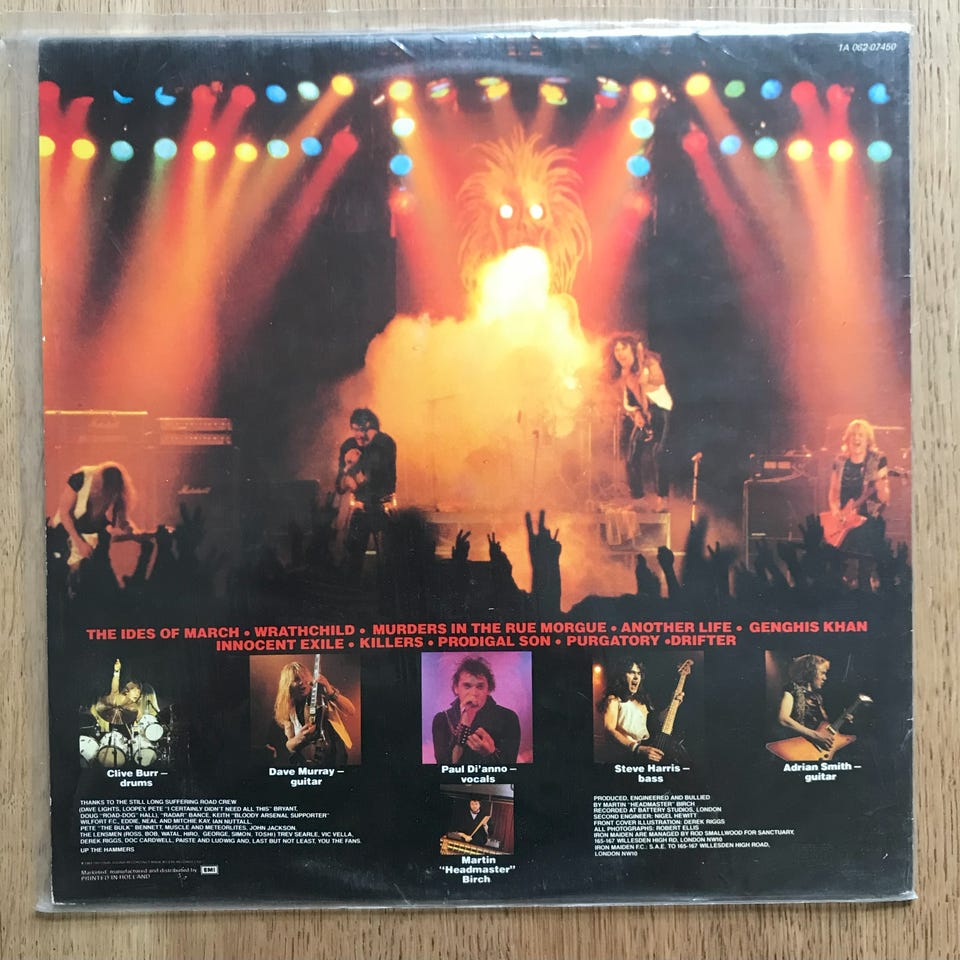 1A 062-07450
THE IDES OF MARCH • WRATHCHILD • MURDERS IN THE RUE MORGUE • ANOTHER LIFE • GENGHIS KHAN
INNOCENT EXILE • KILLERS • PRODIGAL SON • PURGATORY •DRIFTER
Clive Burr –
drums
Dave Murray –
guitar
Paul Di'anno –
vocals
Steve Harris –
bass
Adrian Smith –
guitar
THANKS TO THE STILL LONG SUFFERING ROAD CREW
(DAVE LIGHTS, LOOPEY, PETE "I CERTAINLY DIDN'T NEED ALL THIS" BRYANT,
DOUG "ROAD-DOG" HALL), "RADAR" BANCE, KEITH "BLOODY ARSENAL SUPPORTER"
WILFORT F.C., EDDIE, NEAL AND MITCHE KAY, IAN NUTTALL,
PETE "THE BULK" BENNETT, MUSCLE AND METEORLITES, JOHN JACKSON,
THE LENSMEN (ROSS, BOB, WATAL, HIRO, GEORGE, SIMON, TOSH) TREV SEARLE, VIC VELLA,
DEREK RIGGS, DOC CARDWELL, PAISTE AND LUDWIG AND, LAST BUT NOT LEAST, YOU THE FANS.
UP THE HAMMERS
Marketed, manufactured and distributed by EMI
PRINTED IN HOLLAND
Martin
"Headmaster"
Birch
PRODUCED, ENGINEERED AND BULLIED
BY MARTIN "HEADMASTER" BIRCH
RECORDED AT BATTERY STUDIOS, LONDON
SECOND ENGINEER: NIGEL HEWITT
FRONT COVER ILLUSTRATION: DEREK RIGGS
ALL PHOTOGRAPHS: ROBERT ELLIS
IRON MAIDEN ARE MANAGED BY ROD SMALLWOOD FOR SANCTUARY,
165-167 WILLESDEN HIGH RD, LONDON NW10
IRON MAIDEN F.C.: S.A.E. TO 165-167 WILLESDEN HIGH ROAD,
LONDON NW10